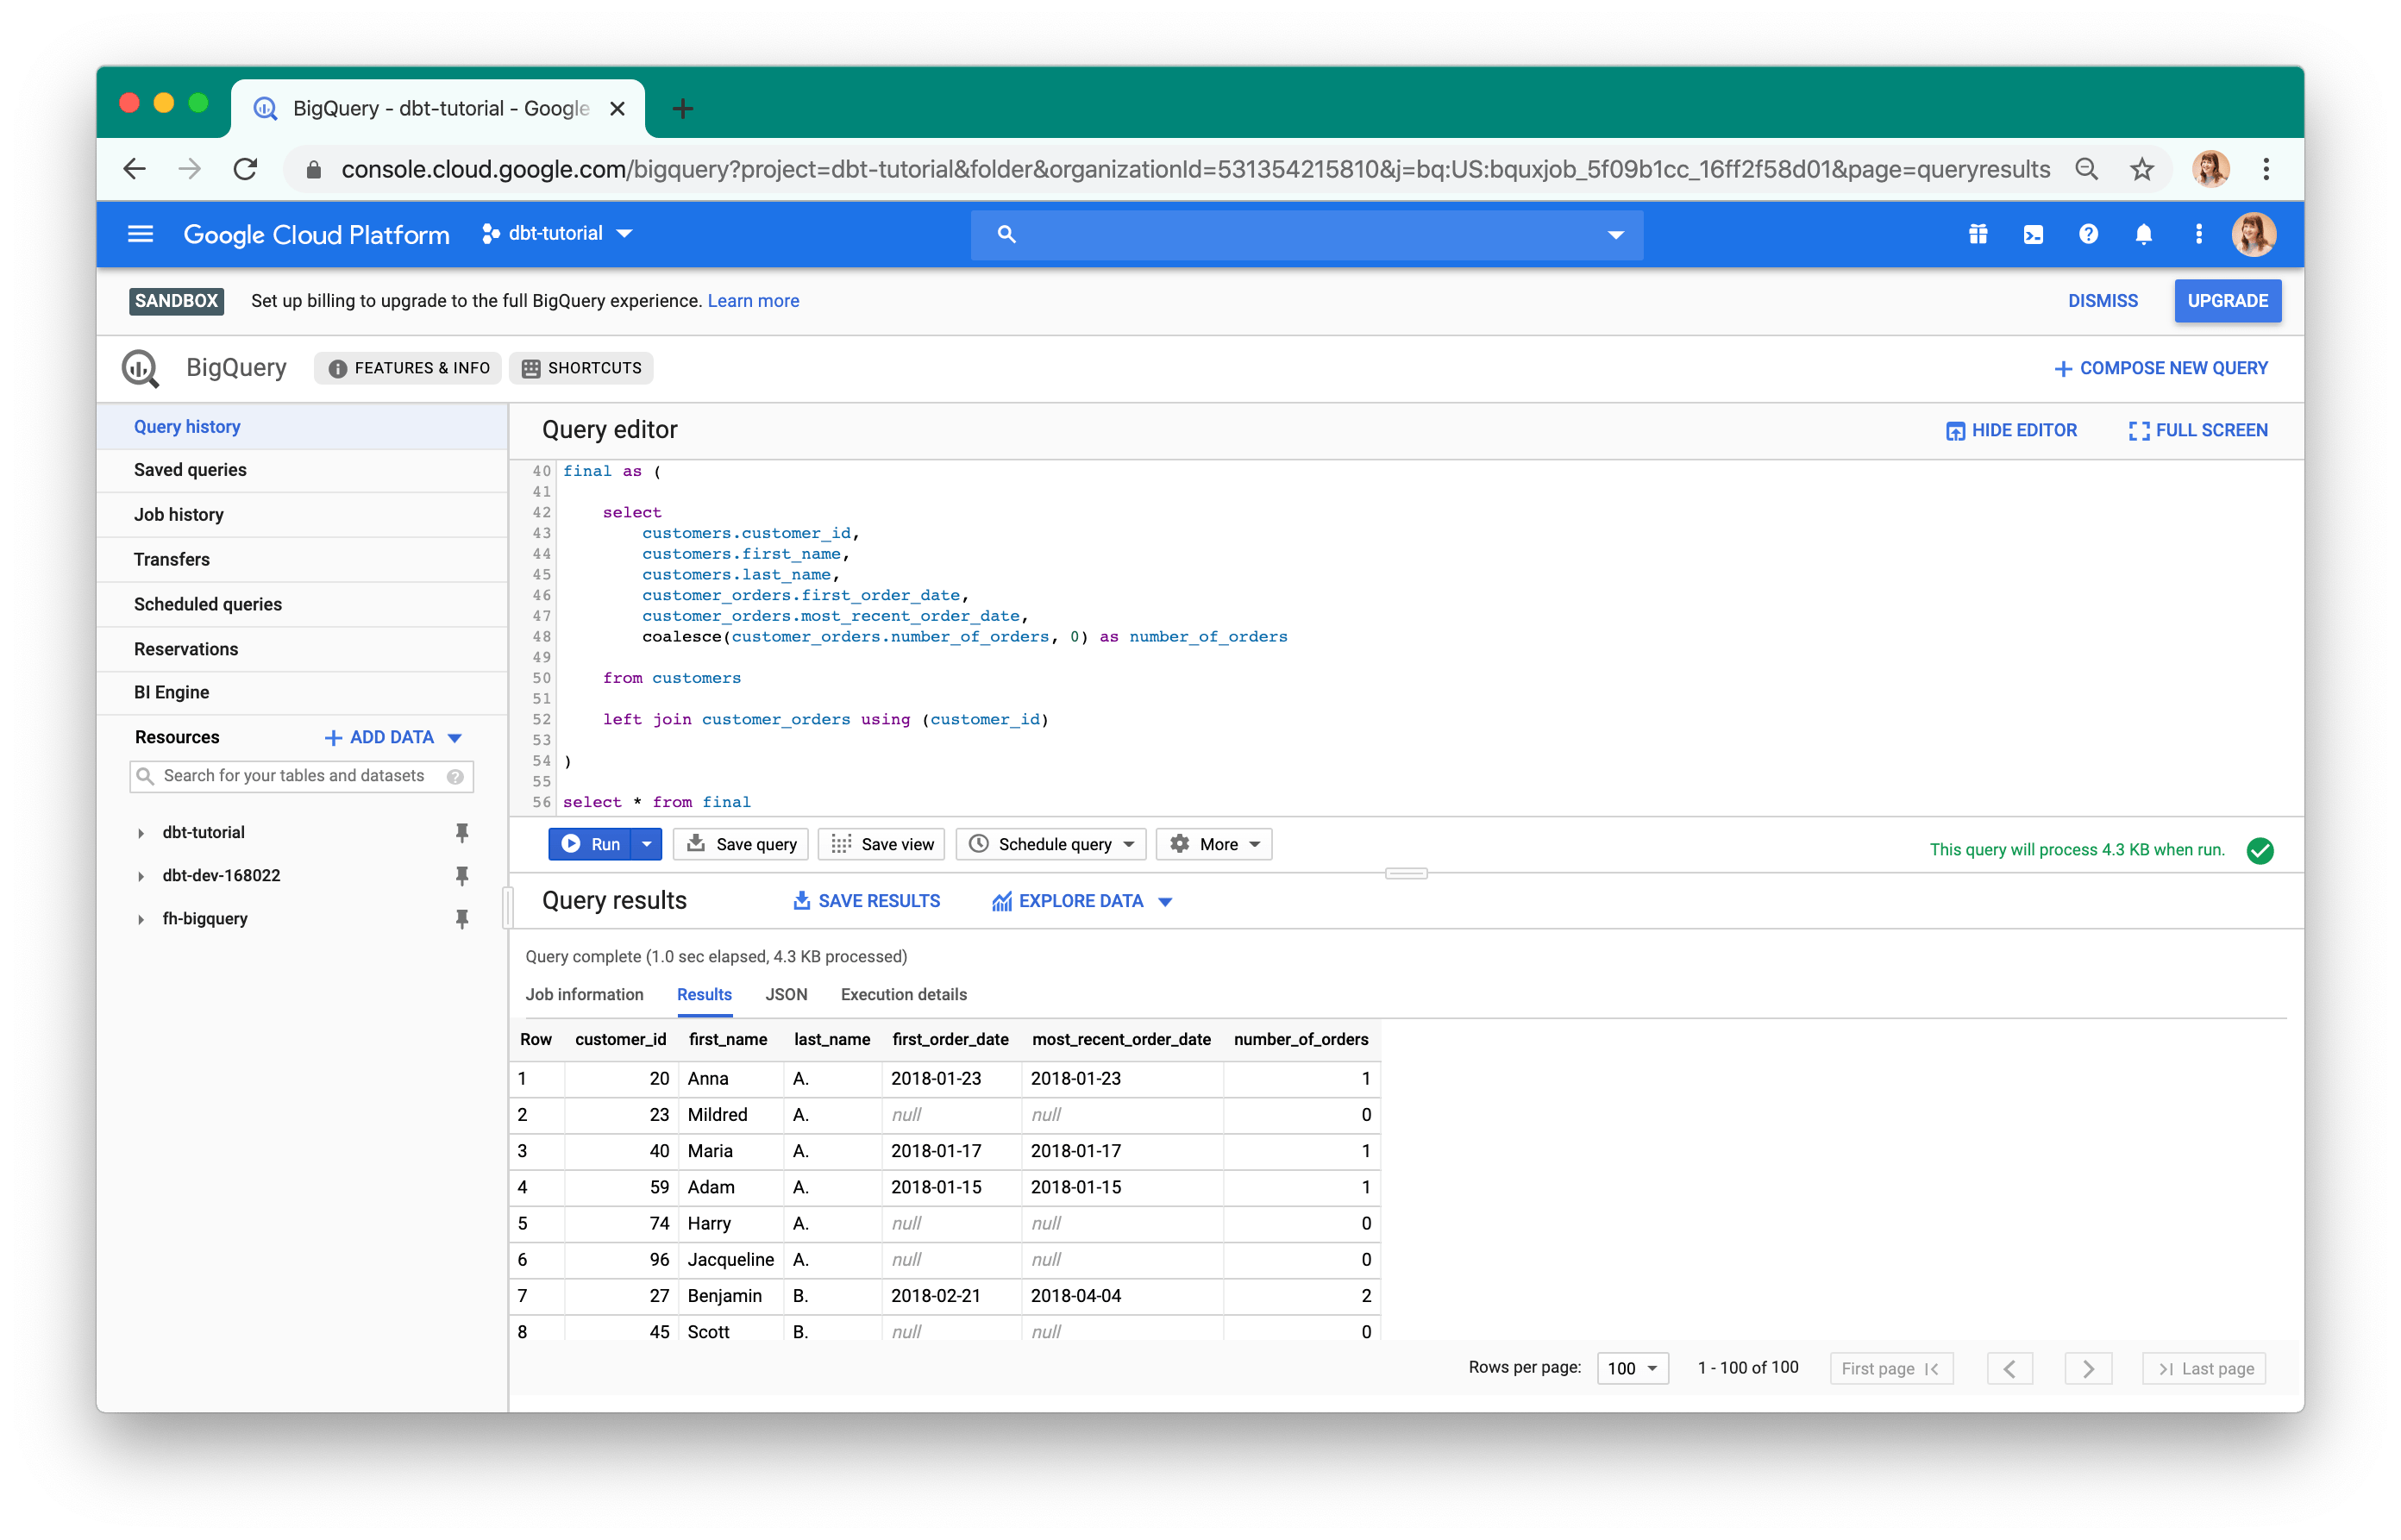 BigQuery - dbt-tutorial - Google
console.cloud.google.com/bigquery?project=dbt-tutorial&folder&organizationId=531354215810&j=bq:US:bquxjob_5f09b1cc_16ff2f58d01&page=queryresults
Google Cloud Platform dbt-tutorial
SANDBOX Set up billing to upgrade to the full BigQuery experience. Learn more DISMISS UPGRADE
BigQuery FEATURES & INFO SHORTCUTS COMPOSE NEW QUERY
Query history
Saved queries
Job history
Transfers
Scheduled queries
Reservations
BI Engine
Resources ADD DATA
Search for your tables and datasets
dbt-tutorial
dbt-dev-168022
fh-bigquery
Query editor HIDE EDITOR FULL SCREEN
40 final as (
41
42 select
43 customers.customer_id,
44 customers.first_name,
45 customers.last_name,
46 customer_orders.first_order_date,
47 customer_orders.most_recent_order_date,
48 coalesce(customer_orders.number_of_orders, 0) as number_of_orders
49
50 from customers
51
52 left join customer_orders using (customer_id)
53
54 )
55
56 select * from final
Run Save query Save view Schedule query More This query will process 4.3 KB when run.
Query results SAVE RESULTS EXPLORE DATA
Query complete (1.0 sec elapsed, 4.3 KB processed)
Job information Results JSON Execution details
Row customer_id first_name last_name first_order_date most_recent_order_date number_of_orders
1 20 Anna A. 2018-01-23 2018-01-23 1
2 23 Mildred A. null null 0
3 40 Maria A. 2018-01-17 2018-01-17 1
4 59 Adam A. 2018-01-15 2018-01-15 1
5 74 Harry A. null null 0
6 96 Jacqueline A. null null 0
7 27 Benjamin B. 2018-02-21 2018-04-04 2
8 45 Scott B. null null 0
Rows per page: 100 1 - 100 of 100 First page Last page